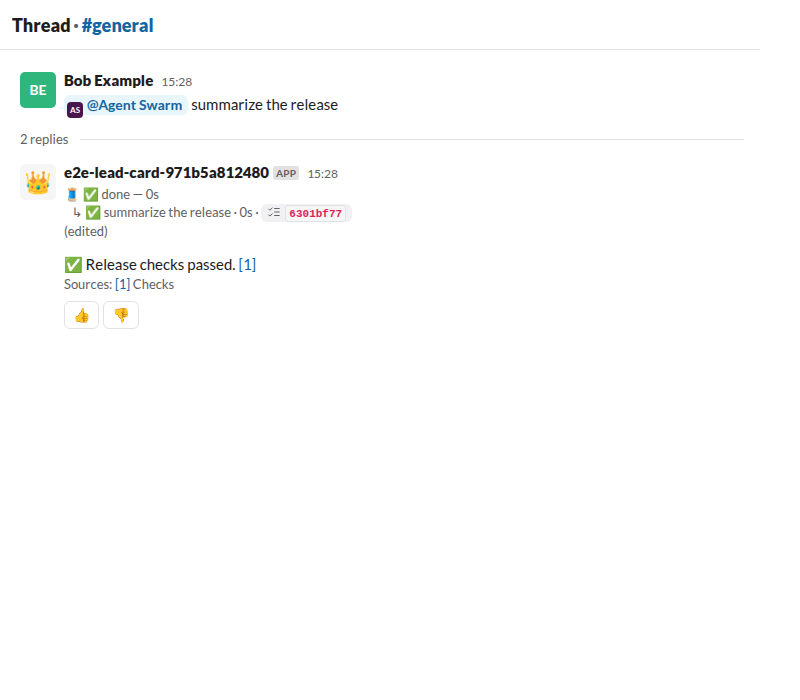 Thread • #general
BE
Bob Example 15:28
AS @Agent Swarm summarize the release
2 replies
e2e-lead-card-971b5a812480 APP 15:28
🧵 ✅ done — 0s
↳ ✅ summarize the release · 0s · 6301bf77
(edited)
✅ Release checks passed. [1]
Sources: [1] Checks
👍 👎